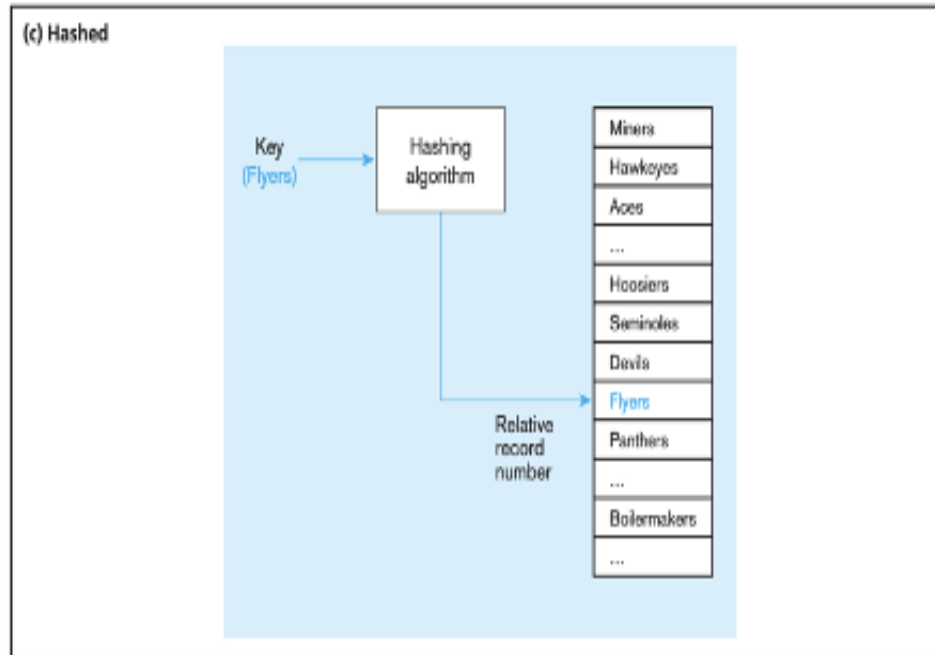 (c) Hashed
Key
(Flyers)
Hashing
algorithm
Relative
record
number
Miners
Hawkeyes
Aces
...
Hoosiers
Seminoles
Devils
Flyers
Panthers
...
Boilermakers
...